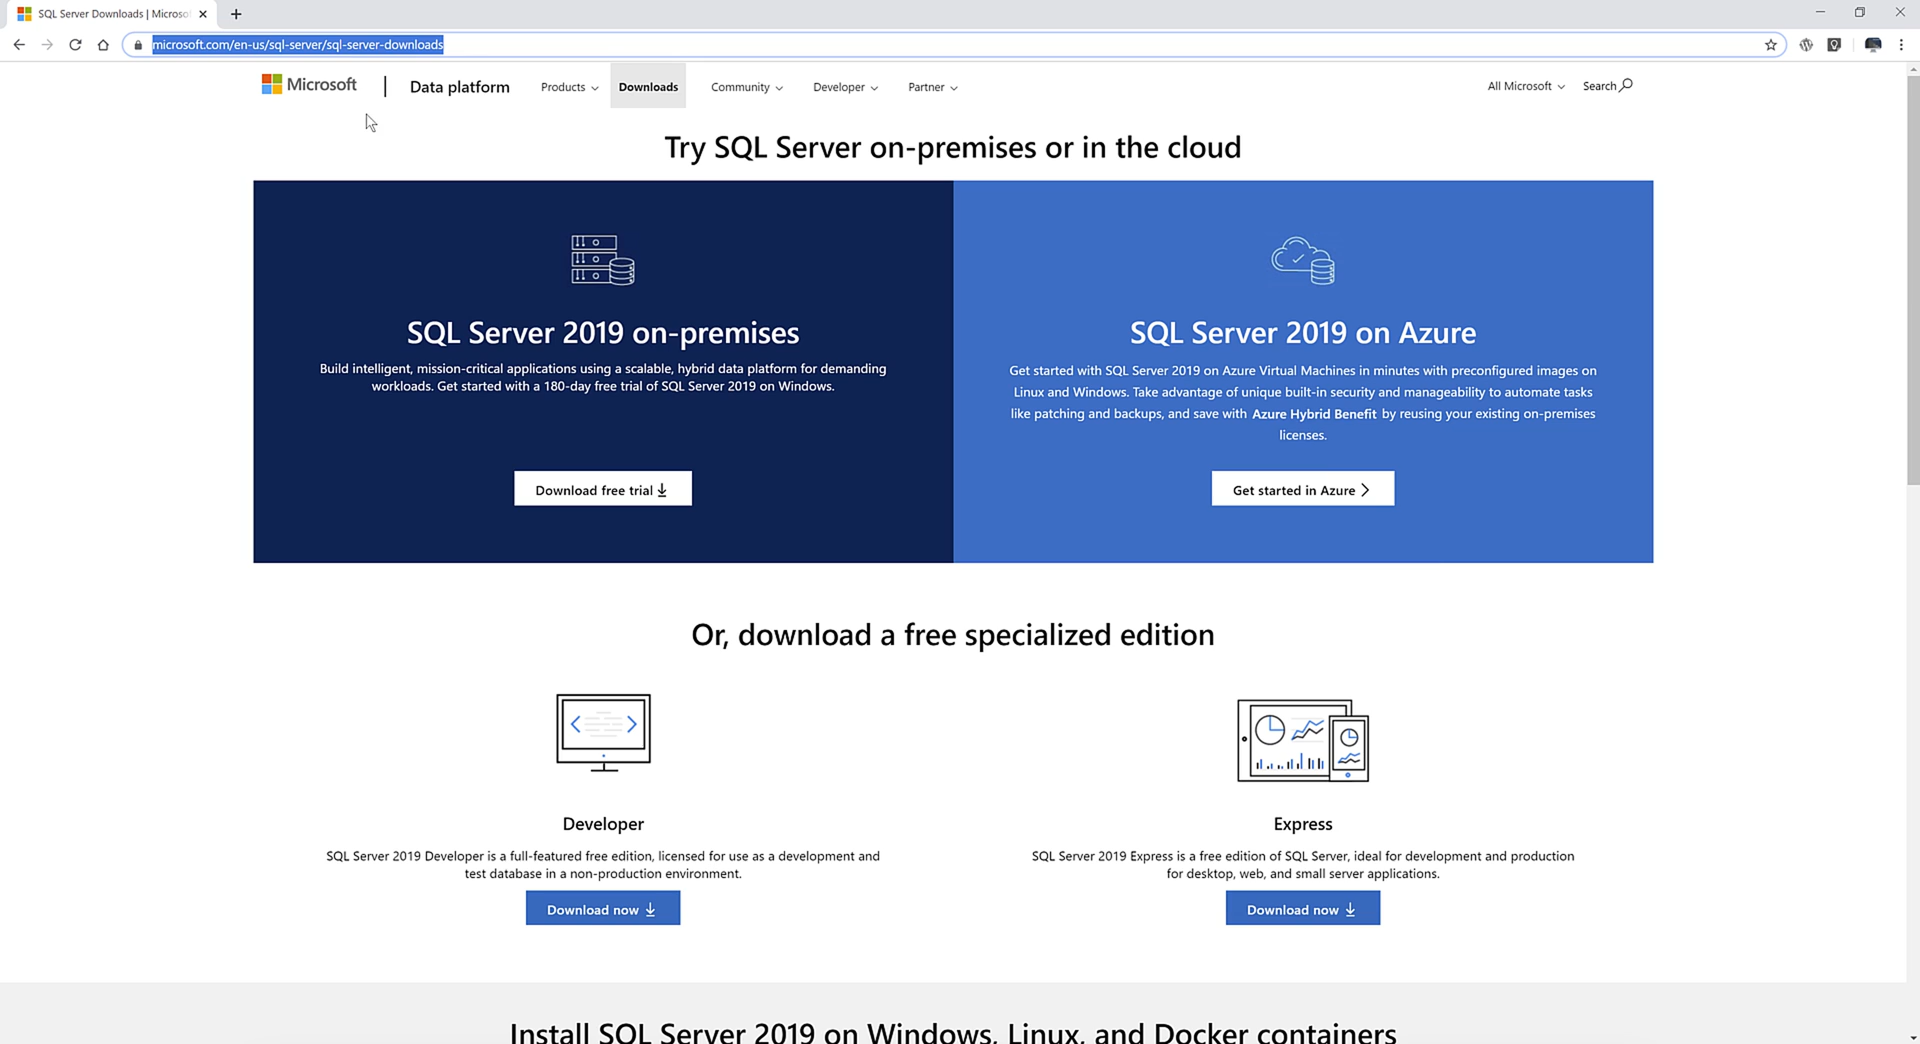 SQL Server Downloads | Microso
microsoft.com/en-us/sql-server/sql-server-downloads
Microsoft
Data platform
Products
Downloads
Community
Developer
Partner
All Microsoft
Search
Try SQL Server on-premises or in the cloud
SQL Server 2019 on-premises
Build intelligent, mission-critical applications using a scalable, hybrid data platform for demanding
workloads. Get started with a 180-day free trial of SQL Server 2019 on Windows.
Download free trial
SQL Server 2019 on Azure
Get started with SQL Server 2019 on Azure Virtual Machines in minutes with preconfigured images on
Linux and Windows. Take advantage of unique built-in security and manageability to automate tasks
like patching and backups, and save with Azure Hybrid Benefit by reusing your existing on-premises
licenses.
Get started in Azure
Or, download a free specialized edition
Developer
SQL Server 2019 Developer is a full-featured free edition, licensed for use as a development and
test database in a non-production environment.
Download now
Express
SQL Server 2019 Express is a free edition of SQL Server, ideal for development and production
for desktop, web, and small server applications.
Download now
Install SQL Server 2019 on Windows, Linux, and Docker containers